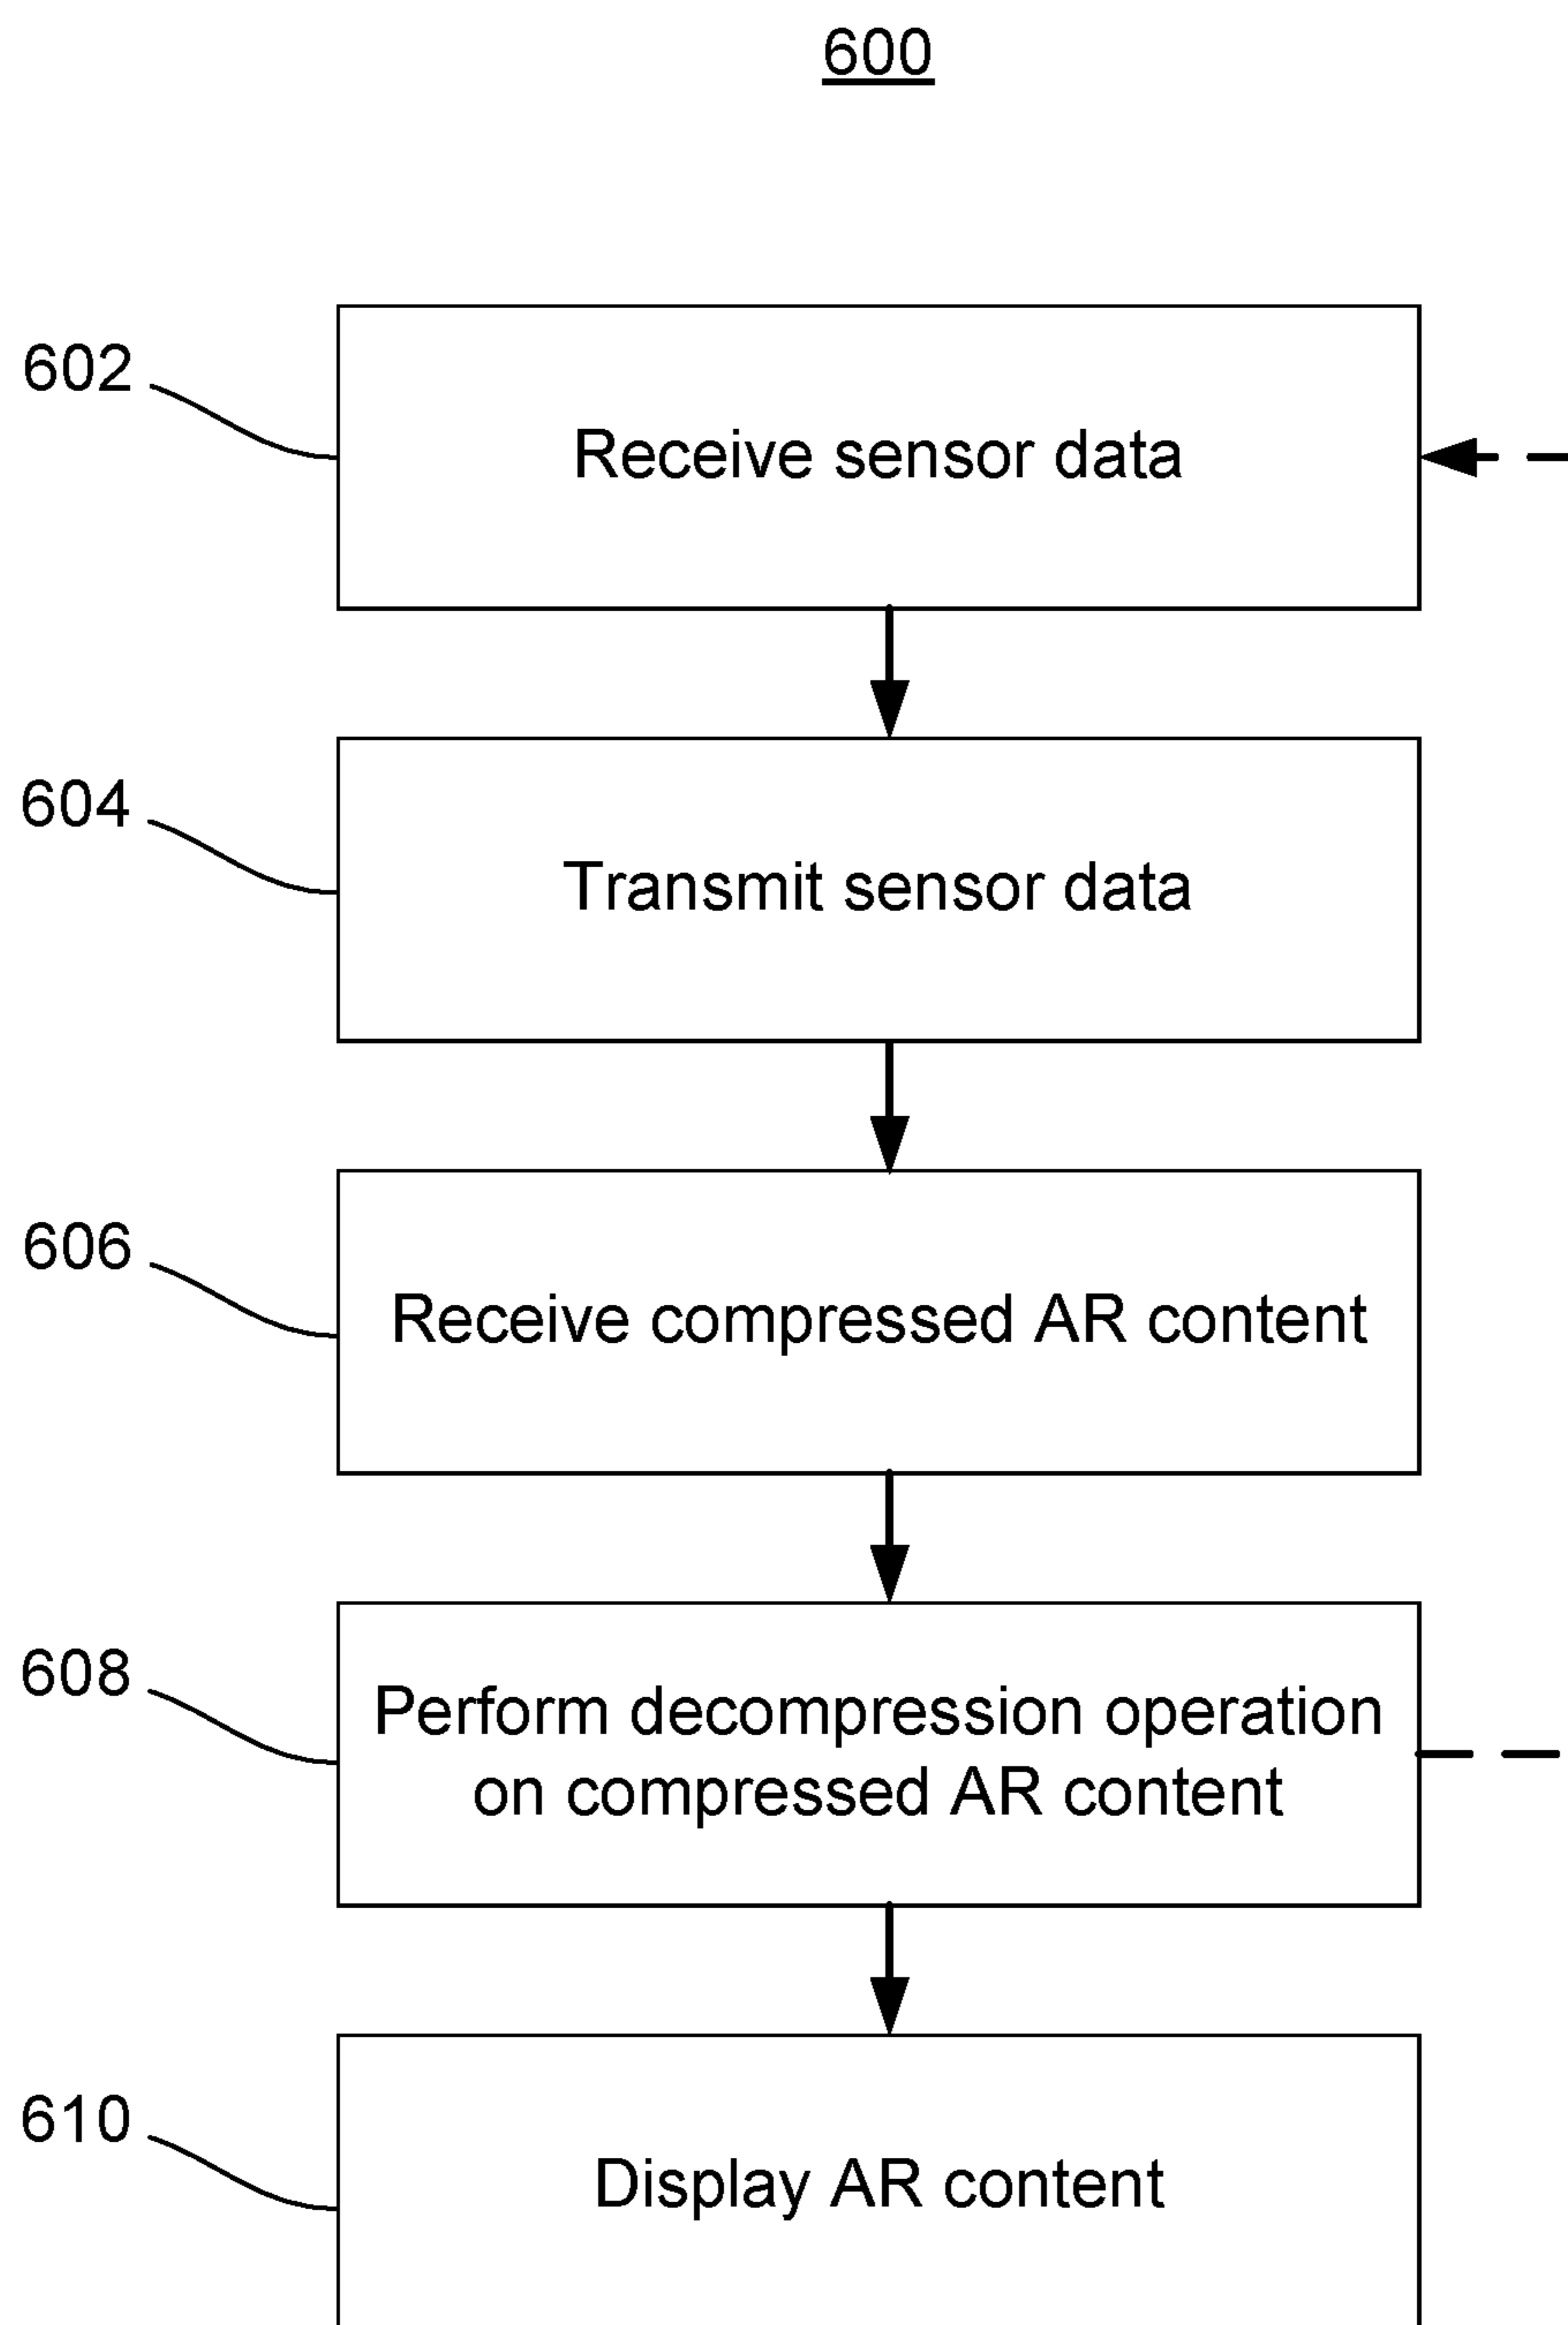 600
602
Receive sensor data
604
Transmit sensor data
606
Receive compressed AR content
608
Perform decompression operation
on compressed AR content
610
Display AR content